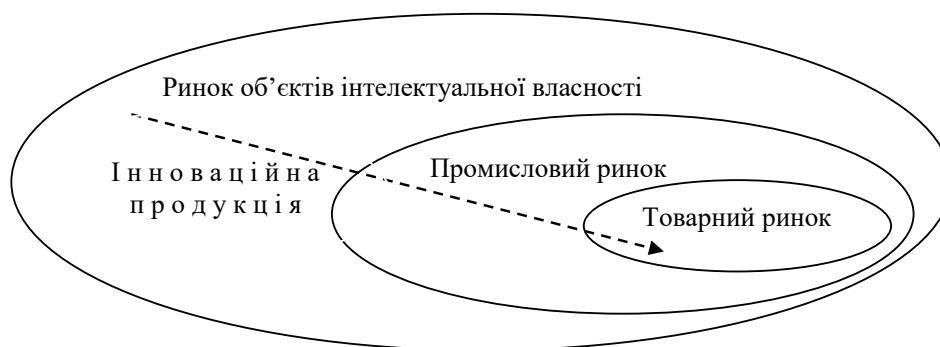 Ринок об’єктів інтелектуальної власності
Промисловий ринок
І н н о в а ц і й н а
п р о д у к ц і я
Товарний ринок